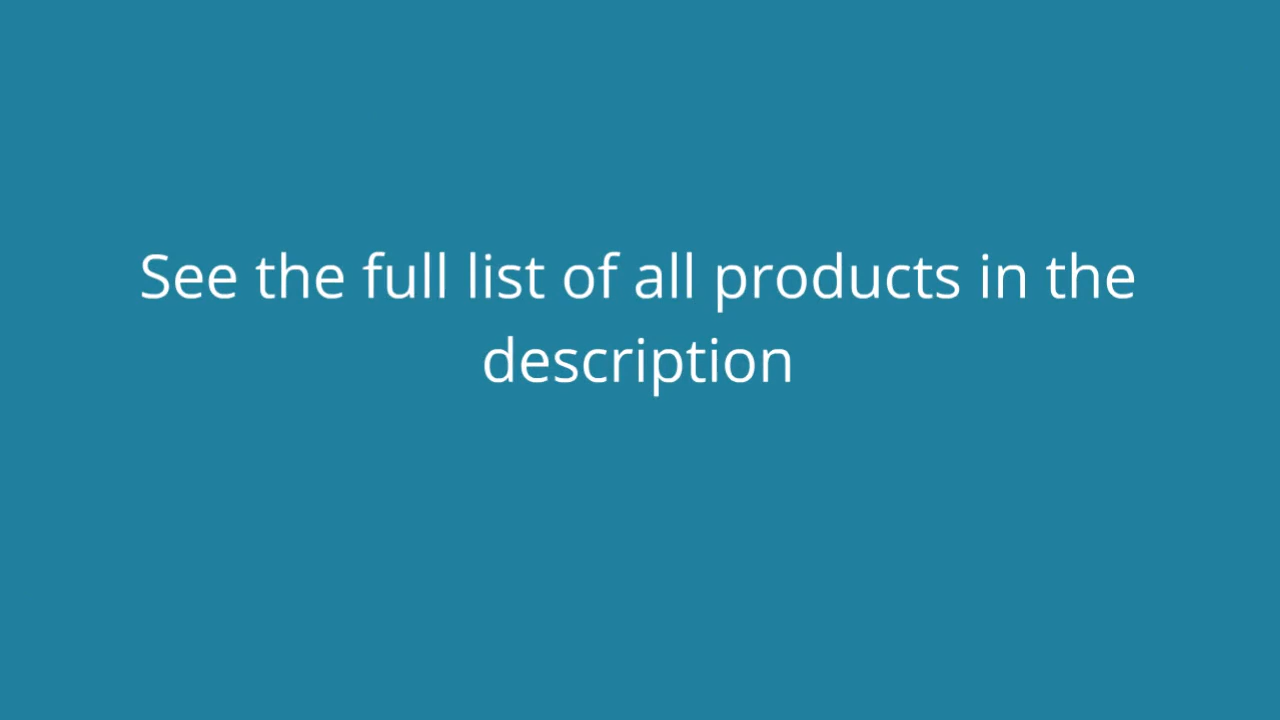 See the full list of all products in the
description